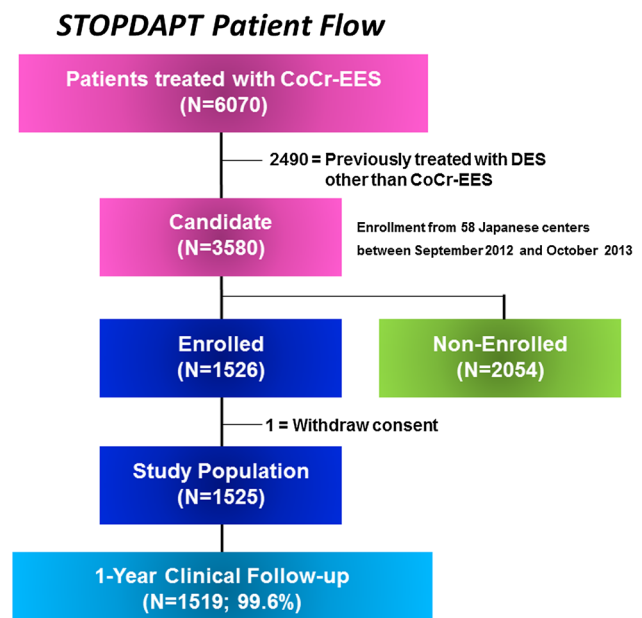 STOPDAPT Patient Flow
Patients treated with CoCr-EES
(N=6070)
2490 = Previously treated with DES
other than CoCr-EES
Candidate
(N=3580)
Enrollment from 58 Japanese centers
between September 2012 and October 2013
Enrolled
(N=1526)
Non-Enrolled
(N=2054)
1 = Withdraw consent
Study Population
(N=1525)
1-Year Clinical Follow-up
(N=1519; 99.6%)